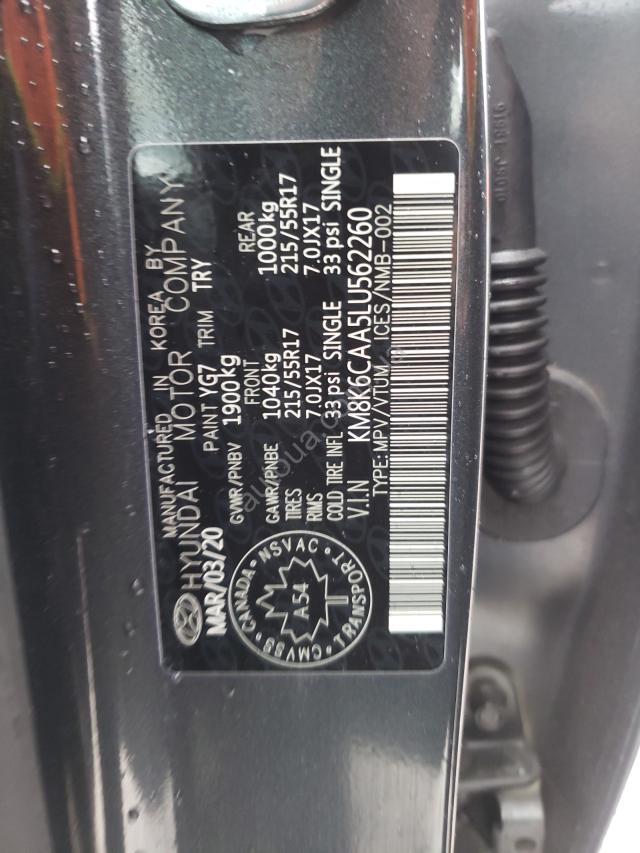 MANUFACTURED IN KOREA BY
HYUNDAI MOTOR COMPANY
MAR/03/20 PAINT YG7 TRIM TRY
GVWR/PNBV 1900kg
FRONT REAR
GAWR/PNBE 1040kg 1000kg
TIRES 215/55R17 215/55R17
RIMS 7.0JX17 7.0JX17
COLD TIRE INFL 33 psi SINGLE 33 psi SINGLE
V.I.N KM8K6CAA5LU562260
TYPE:MPV/VTUM ICES/NMB-002
CMVSS CANADA NSVAC
A54
TRANSPORT